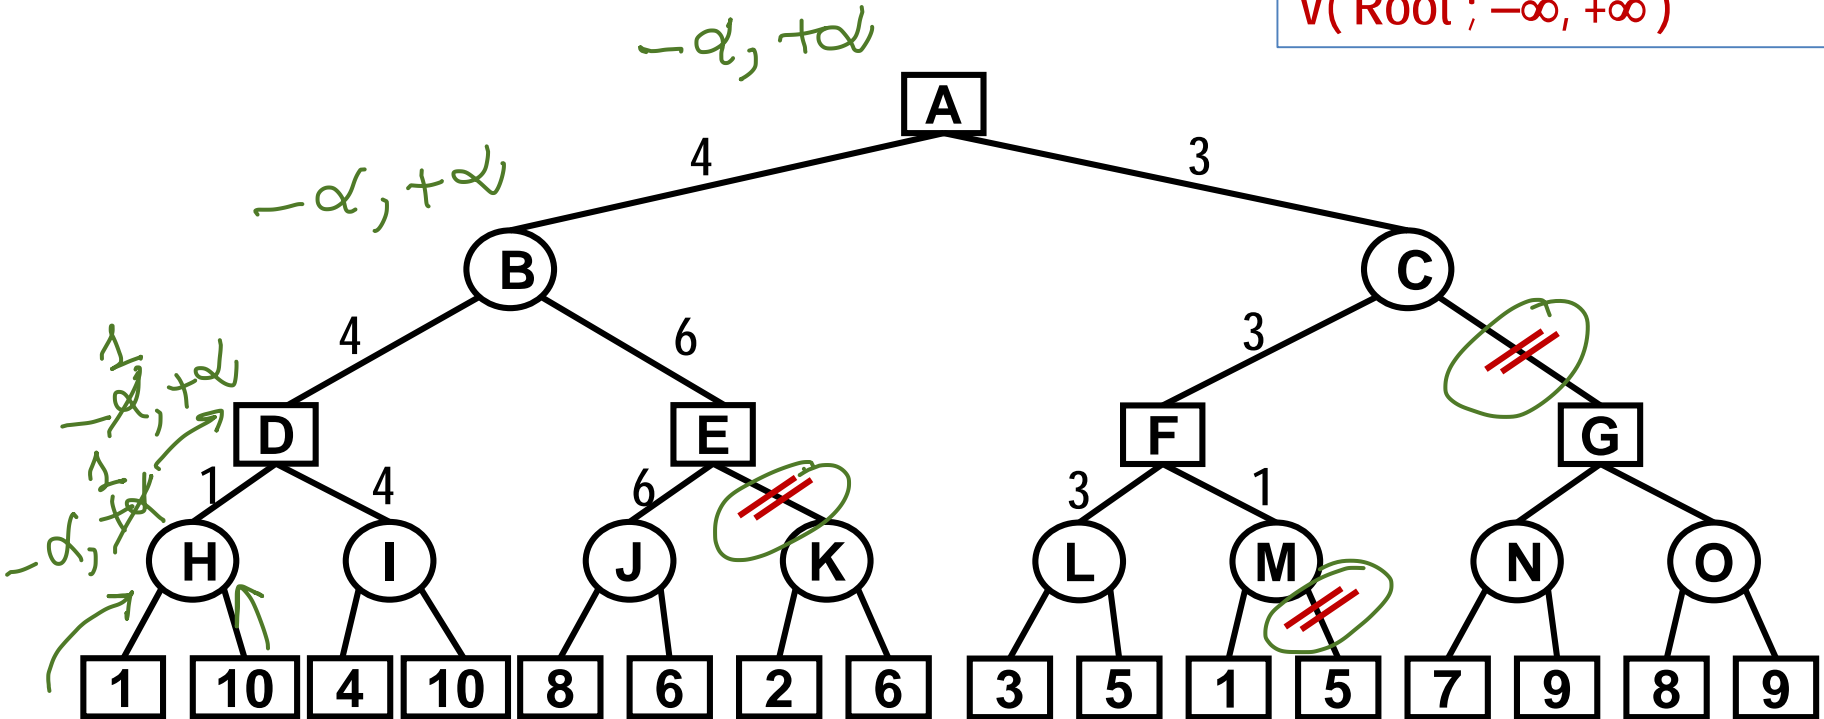 V( Root ; −∞, +∞ )
−α, +α
A
4 3
−α, +α
B C
4 6 3
1
−α, +α
D E F G
1 4 6 3 1
1
−α, +α
H I J K L M N O
1 10 4 10 8 6 2 6 3 5 1 5 7 9 8 9